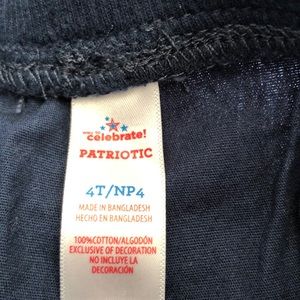 celebrate!
PATRIOTIC
4T/NP4
MADE IN BANGLADESH
HECHO EN BANGLADESH
100%COTTON/ALGODÓN
EXCLUSIVE OF DECORATION
NO INCLUYE LA
DECORACIÓN